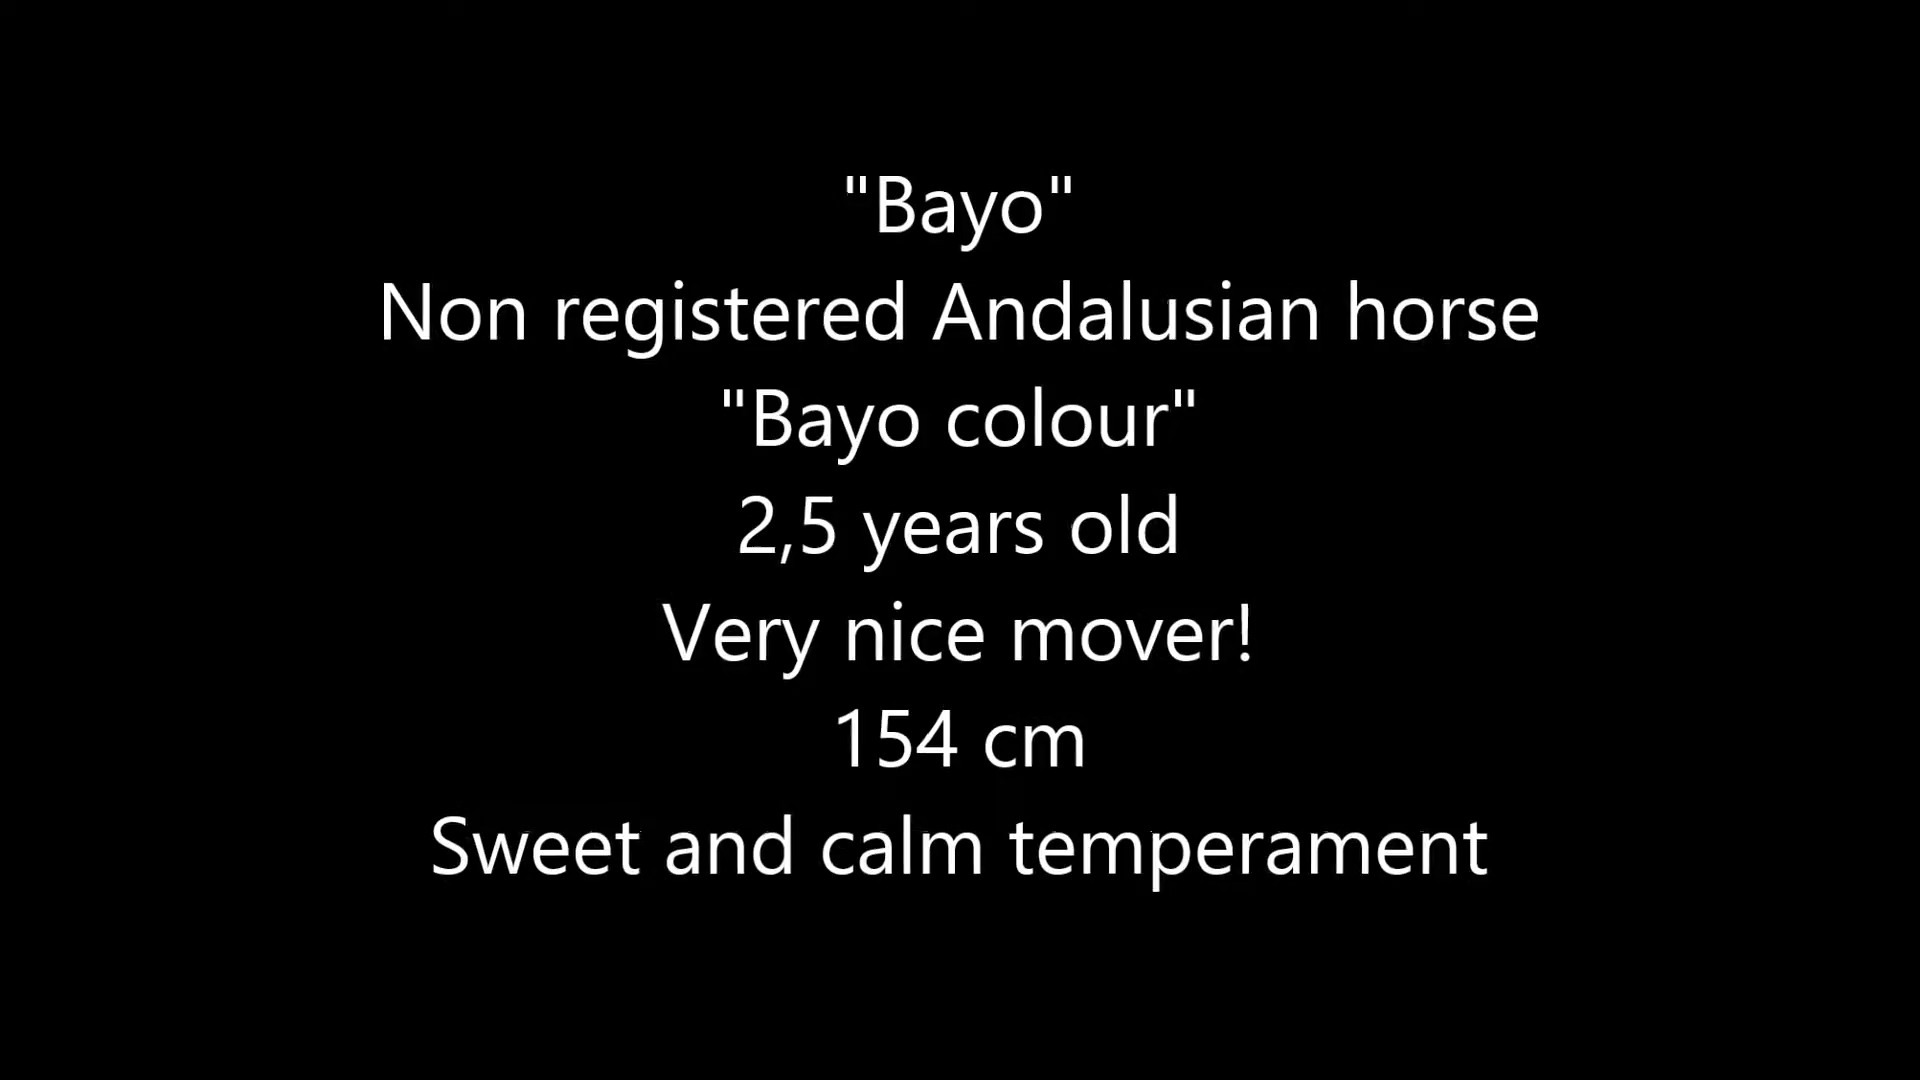 "Bayo"
Non registered Andalusian horse
"Bayo colour"
2,5 years old
Very nice mover!
154 cm
Sweet and calm temperament